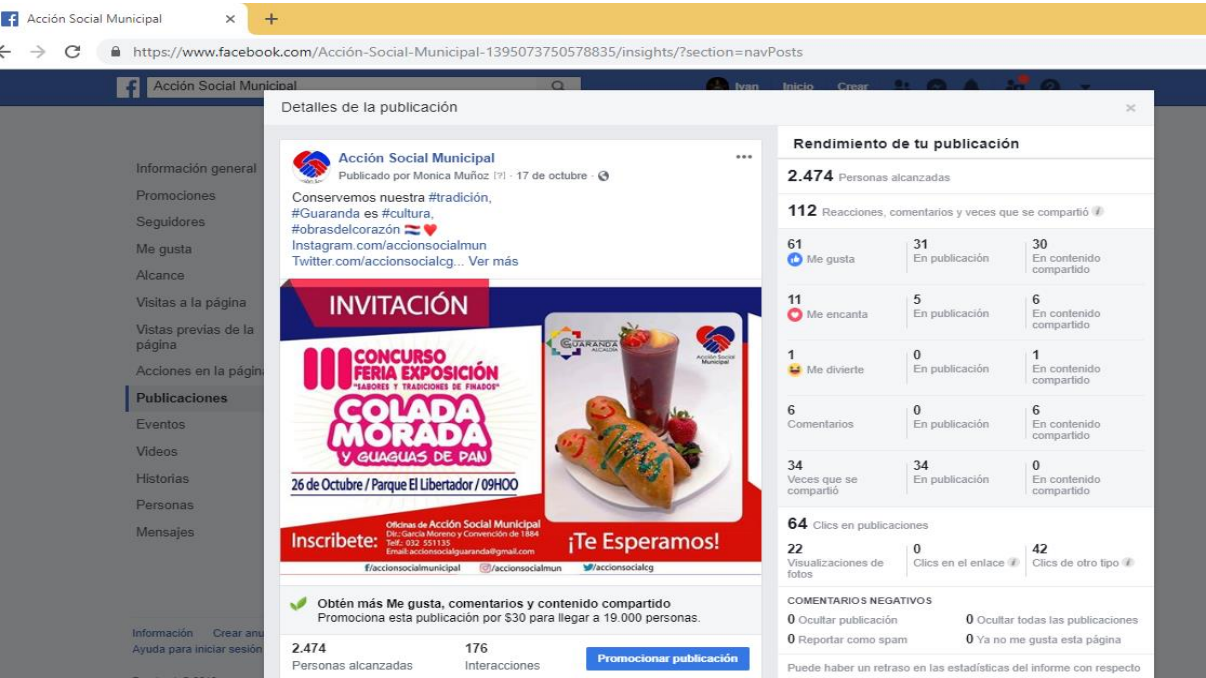 Acción Social Municipal
https://www.facebook.com/Acción-Social-Municipal-1395073750578835/insights/?section=navPosts
Acción Social Municipal
Ivan Inicio Crear
Detalles de la publicación
Información general
Promociones
Seguidores
Me gusta
Alcance
Visitas a la página
Vistas previas de la
página
Acciones en la página
Publicaciones
Eventos
Videos
Historias
Personas
Mensajes
Información Crear anu
Ayuda para iniciar sesión
Acción Social Municipal
Publicado por Monica Muñoz [?] · 17 de octubre ·
Conservemos nuestra #tradición,
#Guaranda es #cultura,
#obrasdelcorazón
Instagram.com/accionsocialmun
Twitter.com/accionsocialcg... Ver más
INVITACIÓN
III CONCURSO
FERIA EXPOSICIÓN
"LABORES Y TRADICIONES DE FINADOS"
COLADA
MORADA
Y GUAGUAS DE PAN
26 de Octubre / Parque El Libertador / 09H00
GUARANDA
ALCALDÍA
Acción Social
Municipal
Inscribete:
Oficinas de Acción Social Municipal
Dir.: García Moreno y Convención de 1884
Telf.: 032 551135
Email: accionsocialguaranda@gmail.com
¡Te Esperamos!
f/accionsocialmunicipal /accionsocialmun /accionsocialcg
Obtén más Me gusta, comentarios y contenido compartido
Promociona esta publicación por $30 para llegar a 19.000 personas.
2.474 176
Personas alcanzadas Interacciones
Promocionar publicación
Rendimiento de tu publicación
2.474 Personas alcanzadas
112 Reacciones, comentarios y veces que se compartió
61 31 30
Me gusta En publicación En contenido
compartido
11 5 6
Me encanta En publicación En contenido
compartido
1 0 1
Me divierte En publicación En contenido
compartido
6 0 6
Comentarios En publicación En contenido
compartido
34 34 0
Veces que se En publicación En contenido
compartió compartido
64 Clics en publicaciones
22 0 42
Visualizaciones de Clics en el enlace Clics de otro tipo
fotos
COMENTARIOS NEGATIVOS
0 Ocultar publicación 0 Ocultar todas las publicaciones
0 Reportar como spam 0 Ya no me gusta esta página
Puede haber un retraso en las estadísticas del informe con respecto